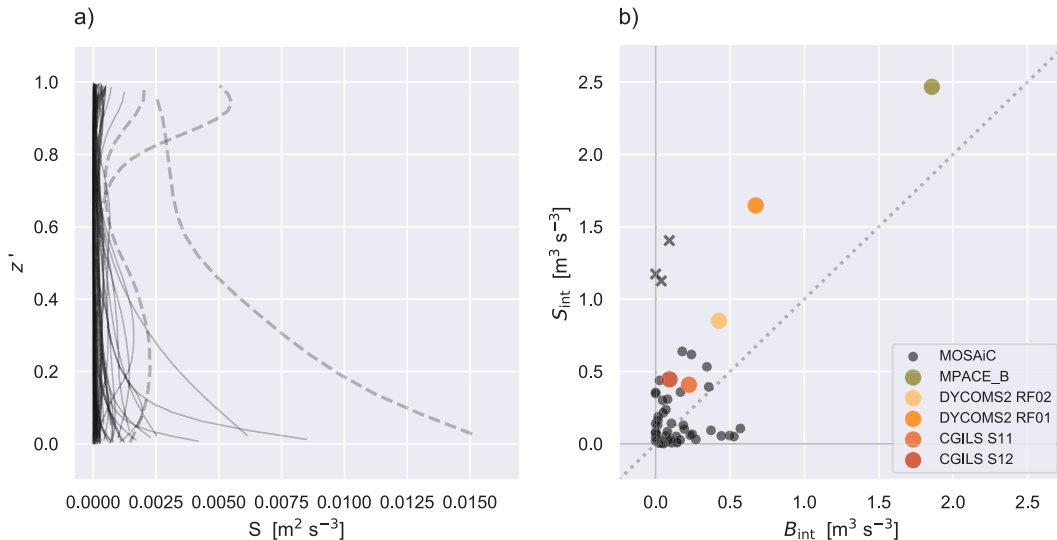 a)
1.0
0.8
0.6
0.4
0.2
0.0
z'
0.0000 0.0025 0.0050 0.0075 0.0100 0.0125 0.0150
S [m² s⁻³]
b)
2.5
2.0
1.5
1.0
0.5
0.0
S_int [m³ s⁻³]
0.0 0.5 1.0 1.5 2.0 2.5
B_int [m³ s⁻³]
MOSAiC
MPACE_B
DYCOMS2 RF02
DYCOMS2 RF01
CGILS S11
CGILS S12